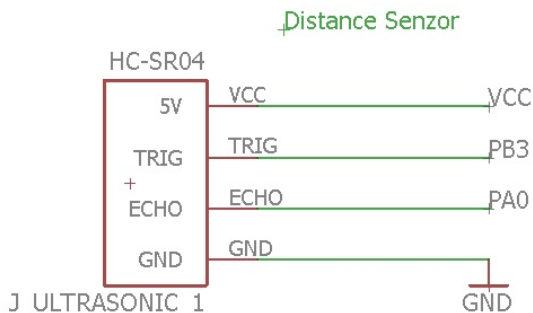 Distance Senzor
HC-SR04
5V VCC VCC
TRIG TRIG PB3
ECHO ECHO PA0
GND GND
J ULTRASONIC 1 GND